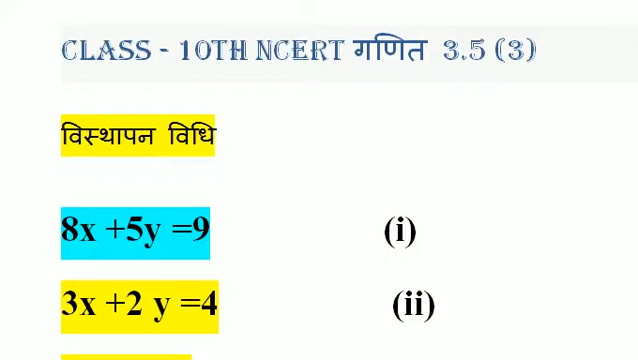 CLASS - 10TH NCERT गणित 3.5 (3)
विस्थापन विधि
8x +5y =9 (i)
3x +2 y =4 (ii)